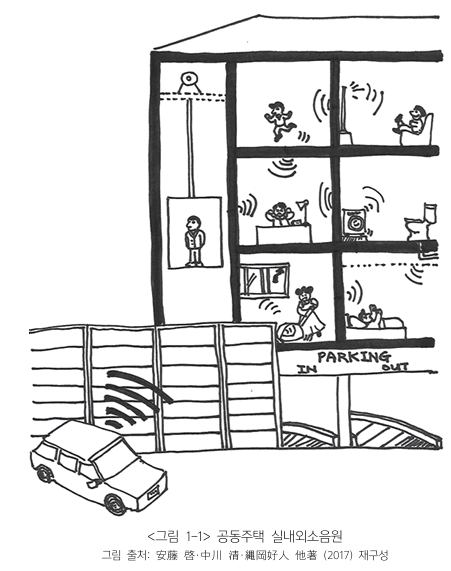 PARKING
IN OUT
<그림 1-1> 공동주택 실내외소음원
그림 출처: 安藤 啓·中川 清·縄岡好人 他著 (2017) 재구성